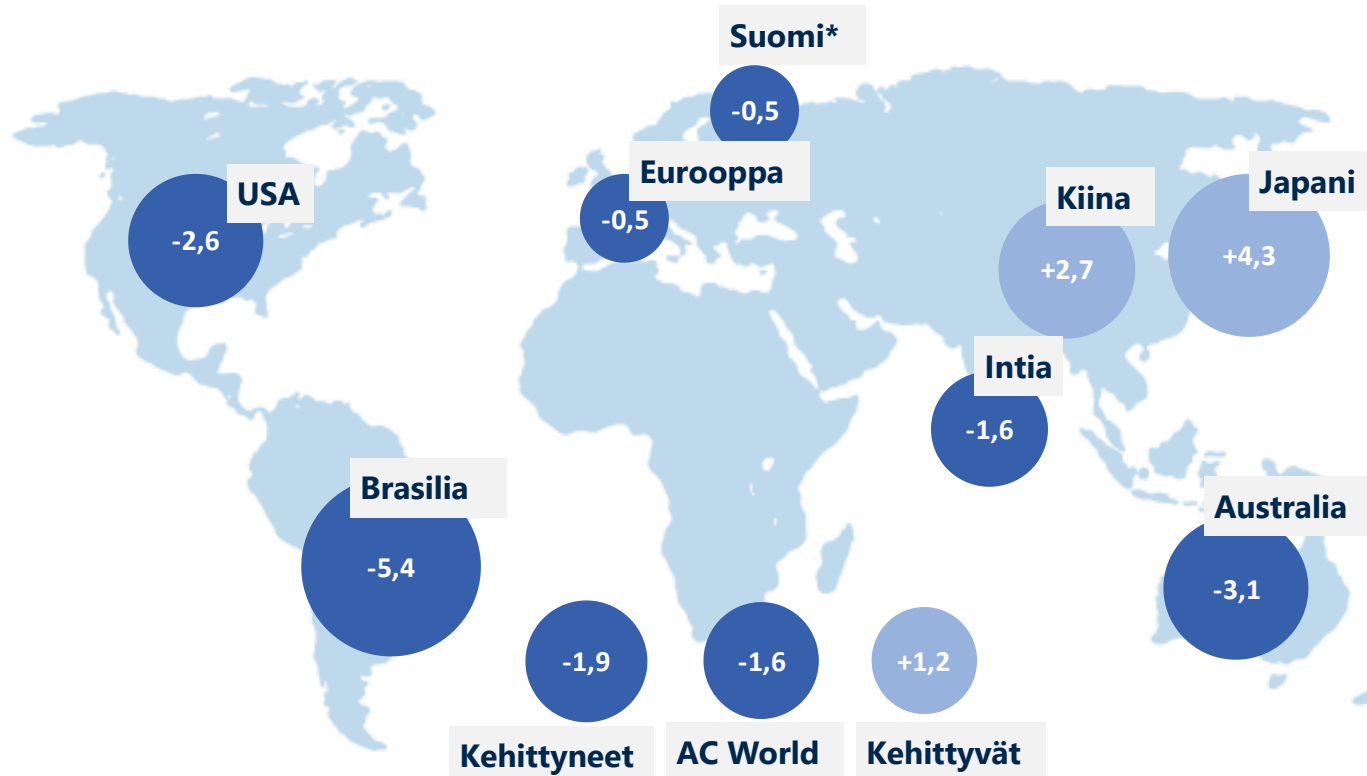 Suomi*
-0,5
Eurooppa
-0,5
USA
-2,6
Kiina
+2,7
Japani
+4,3
Intia
-1,6
Brasilia
-5,4
Australia
-3,1
-1,9
Kehittyneet
-1,6
AC World
+1,2
Kehittyvät